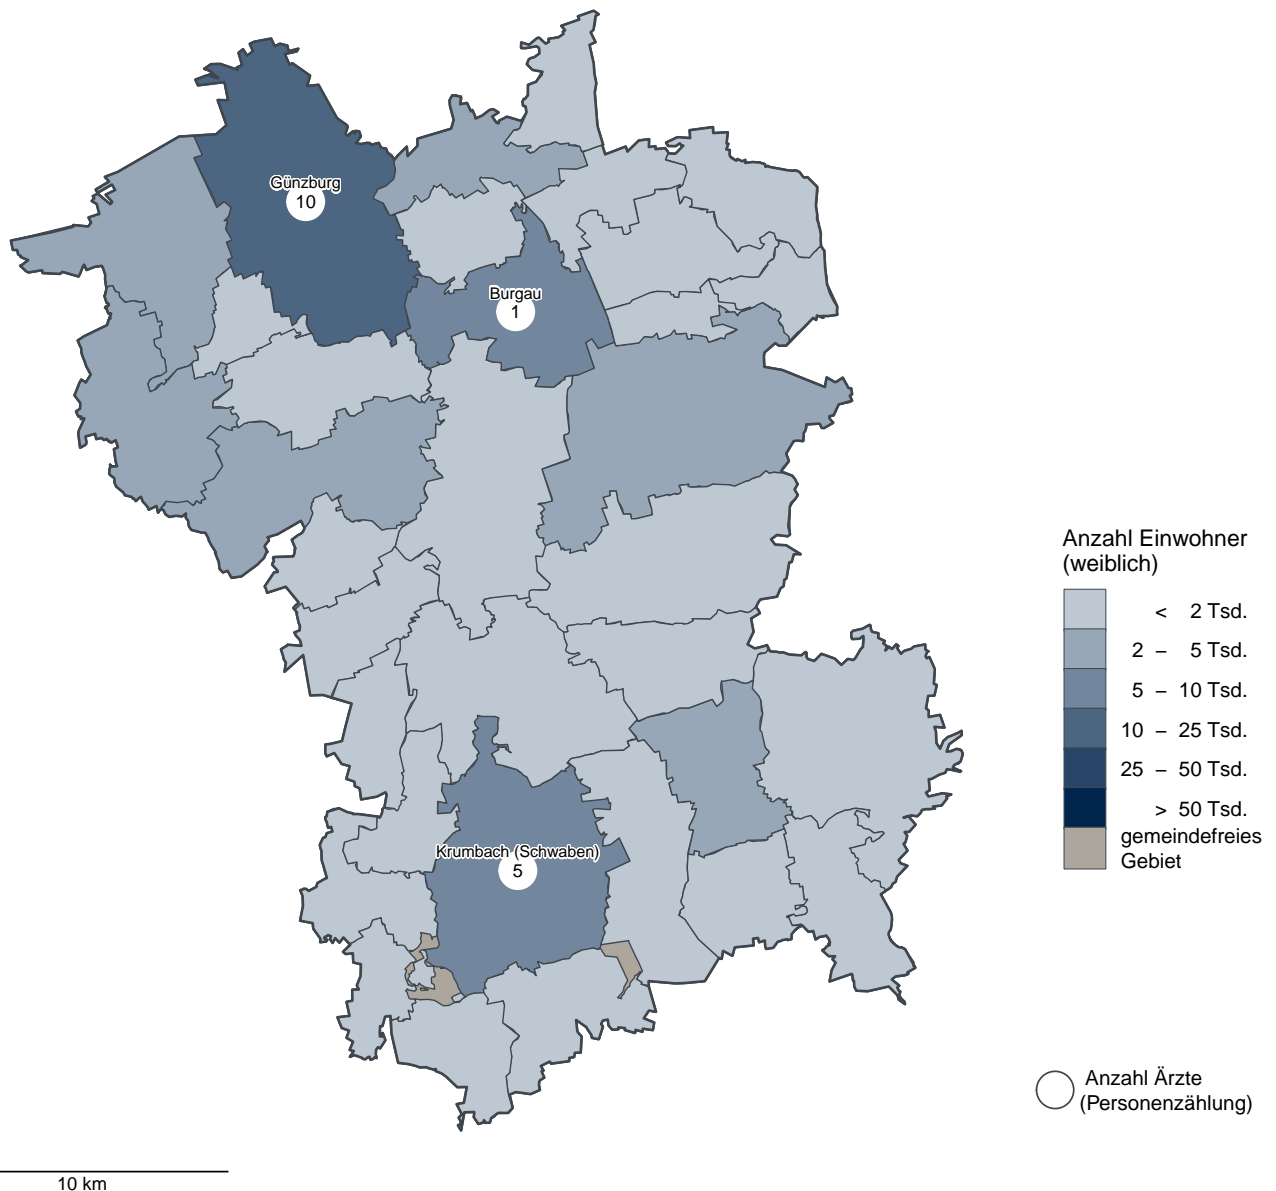 Günzburg
10
Burgau
1
Krumbach (Schwaben)
5
Anzahl Einwohner
(weiblich)
< 2 Tsd.
2 – 5 Tsd.
5 – 10 Tsd.
10 – 25 Tsd.
25 – 50 Tsd.
> 50 Tsd.
gemeindefreies
Gebiet
Anzahl Ärzte
(Personenzählung)
10 km